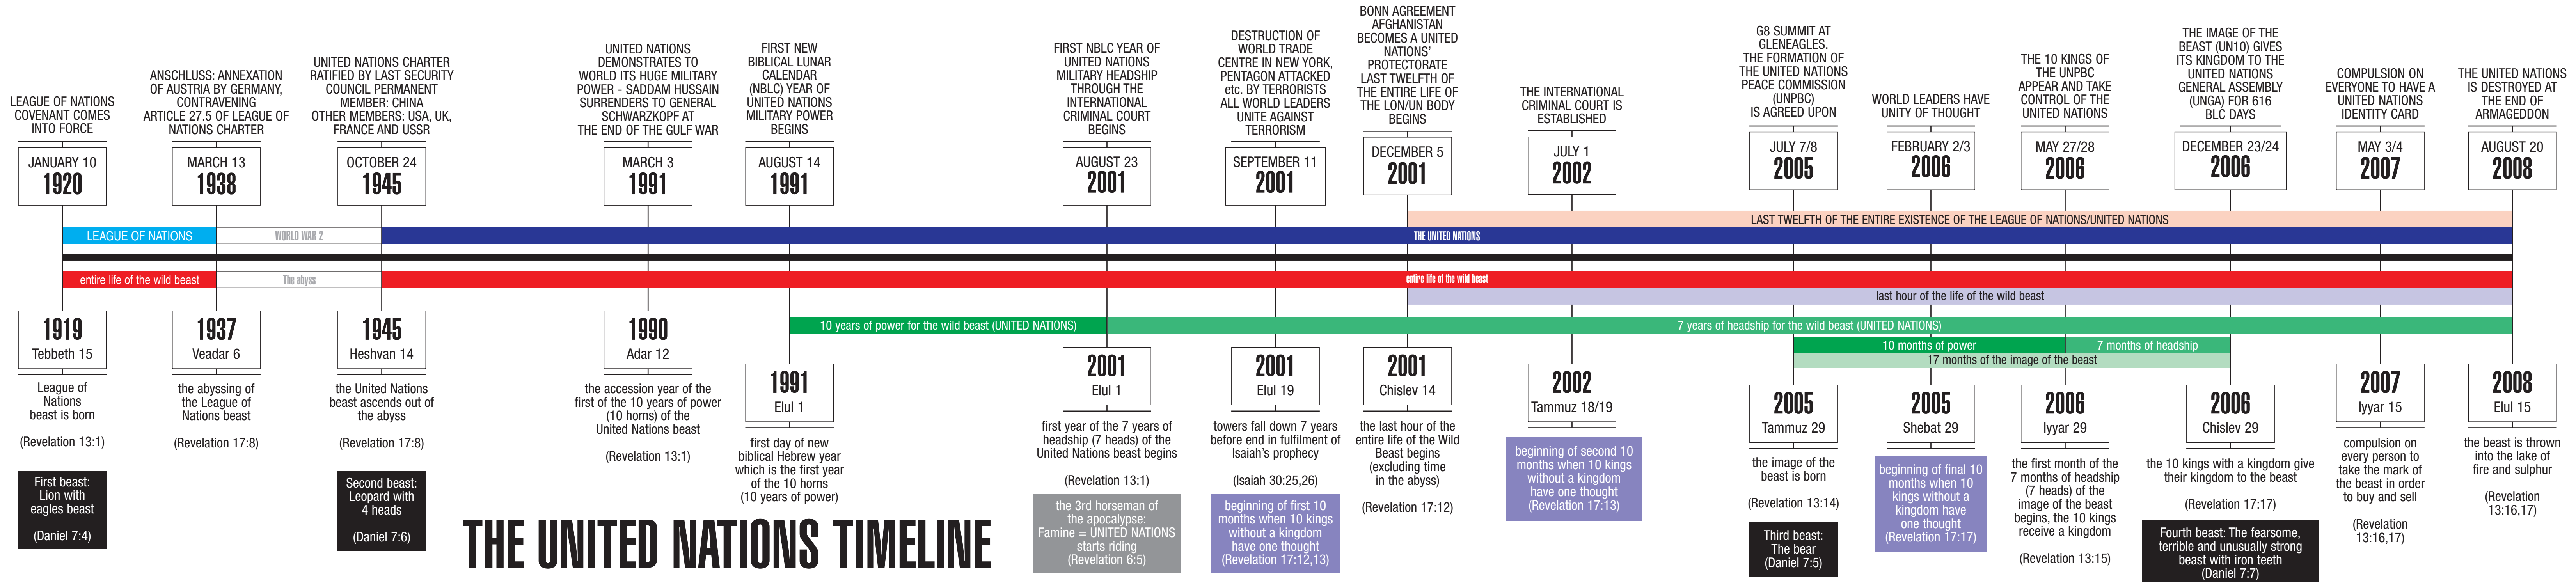 LEAGUE OF NATIONS
COVENANT COMES
INTO FORCE
JANUARY 10
1920
ANSCHLUSS: ANNEXATION
OF AUSTRIA BY GERMANY,
CONTRAVENING
ARTICLE 27.5 OF LEAGUE OF
NATIONS CHARTER
MARCH 13
1938
UNITED NATIONS CHARTER
RATIFIED BY LAST SECURITY
COUNCIL PERMANENT
MEMBER: CHINA
OTHER MEMBERS: USA, UK,
FRANCE AND USSR
OCTOBER 24
1945
UNITED NATIONS
DEMONSTRATES TO
WORLD ITS HUGE MILITARY
POWER - SADDAM HUSSAIN
SURRENDERS TO GENERAL
SCHWARZKOPF AT
THE END OF THE GULF WAR
MARCH 3
1991
FIRST NEW
BIBLICAL LUNAR
CALENDAR
(NBLC) YEAR OF
UNITED NATIONS
MILITARY POWER
BEGINS
AUGUST 14
1991
FIRST NBLC YEAR OF
UNITED NATIONS
MILITARY HEADSHIP
THROUGH THE
INTERNATIONAL
CRIMINAL COURT
BEGINS
AUGUST 23
2001
DESTRUCTION OF
WORLD TRADE
CENTRE IN NEW YORK,
PENTAGON ATTACKED
etc. BY TERRORISTS
ALL WORLD LEADERS
UNITE AGAINST
TERRORISM
SEPTEMBER 11
2001
BONN AGREEMENT
AFGHANISTAN
BECOMES A UNITED
NATIONS'
PROTECTORATE
LAST TWELFTH OF
THE ENTIRE LIFE OF
THE LON/UN BODY
BEGINS
DECEMBER 5
2001
THE INTERNATIONAL
CRIMINAL COURT IS
ESTABLISHED
JULY 1
2002
G8 SUMMIT AT
GLENEAGLES.
THE FORMATION OF
THE UNITED NATIONS
PEACE COMMISSION
(UNPBC)
IS AGREED UPON
JULY 7/8
2005
WORLD LEADERS HAVE
UNITY OF THOUGHT
FEBRUARY 2/3
2006
THE 10 KINGS OF
THE UNPBC
APPEAR AND TAKE
CONTROL OF THE
UNITED NATIONS
MAY 27/28
2006
THE IMAGE OF THE
BEAST (UN10) GIVES
ITS KINGDOM TO THE
UNITED NATIONS
GENERAL ASSEMBLY
(UNGA) FOR 616
BLC DAYS
DECEMBER 23/24
2006
COMPULSION ON
EVERYONE TO HAVE A
UNITED NATIONS
IDENTITY CARD
MAY 3/4
2007
THE UNITED NATIONS
IS DESTROYED AT
THE END OF
ARMAGEDDON
AUGUST 20
2008
LAST TWELFTH OF THE ENTIRE EXISTENCE OF THE LEAGUE OF NATIONS/UNITED NATIONS
LEAGUE OF NATIONS
WORLD WAR 2
THE UNITED NATIONS
entire life of the wild beast
The abyss
entire life of the wild beast
last hour of the life of the wild beast
10 years of power for the wild beast (UNITED NATIONS)
7 years of headship for the wild beast (UNITED NATIONS)
10 months of power
7 months of headship
17 months of the image of the beast
1919
Tebbeth 15
League of
Nations
beast is born
(Revelation 13:1)
First beast:
Lion with
eagles beast
(Daniel 7:4)
1937
Veadar 6
the abyssing of
the League of
Nations beast
(Revelation 17:8)
1945
Heshvan 14
the United Nations
beast ascends out of
the abyss
(Revelation 17:8)
Second beast:
Leopard with
4 heads
(Daniel 7:6)
1990
Adar 12
the accession year of the
first of the 10 years of power
(10 horns) of the
United Nations beast
(Revelation 13:1)
1991
Elul 1
first day of new
biblical Hebrew year
which is the first year
of the 10 horns
(10 years of power)
2001
Elul 1
first year of the 7 years of
headship (7 heads) of the
United Nations beast begins
(Revelation 13:1)
the 3rd horseman of
the apocalypse:
Famine = UNITED NATIONS
starts riding
(Revelation 6:5)
2001
Elul 19
towers fall down 7 years
before end in fulfilment of
Isaiah's prophecy
(Isaiah 30:25,26)
beginning of first 10
months when 10 kings
without a kingdom
have one thought
(Revelation 17:12,13)
2001
Chislev 14
the last hour of the
entire life of the Wild
Beast begins
(excluding time
in the abyss)
(Revelation 17:12)
2002
Tammuz 18/19
beginning of second 10
months when 10 kings
without a kingdom
have one thought
(Revelation 17:13)
2005
Tammuz 29
the image of the
beast is born
(Revelation 13:14)
Third beast:
The bear
(Daniel 7:5)
2005
Shebat 29
beginning of final 10
months when 10
kings without a
kingdom have
one thought
(Revelation 17:17)
2006
Iyyar 29
the first month of the
7 months of headship
(7 heads) of the
image of the beast
begins, the 10 kings
receive a kingdom
(Revelation 13:15)
2006
Chislev 29
the 10 kings with a kingdom give
their kingdom to the beast
(Revelation 17:17)
Fourth beast: The fearsome,
terrible and unusually strong
beast with iron teeth
(Daniel 7:7)
2007
Iyyar 15
compulsion on
every person to
take the mark of
the beast in order
to buy and sell
(Revelation
13:16,17)
2008
Elul 15
the beast is thrown
into the lake of
fire and sulphur
(Revelation
13:16,17)
THE UNITED NATIONS TIMELINE